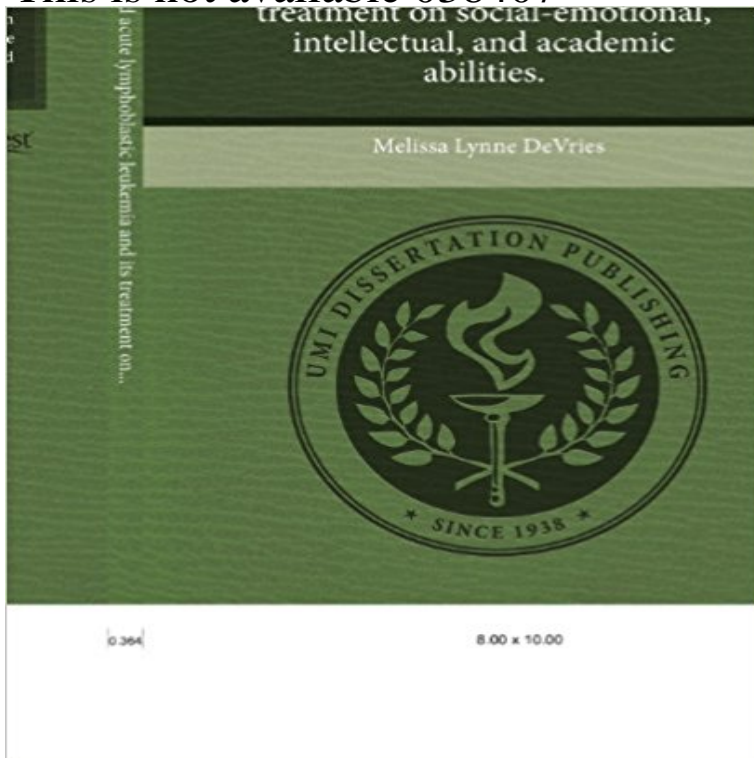 treatment on social-emotional,
intellectual, and academic
abilities.
Melissa Lynne DeVries
acute lymphoblastic leukemia and its treatment on...
UMI DISSERTATION PUBLISHING
★ SINCE 1938 ★
0.364
8.00 x 10.00